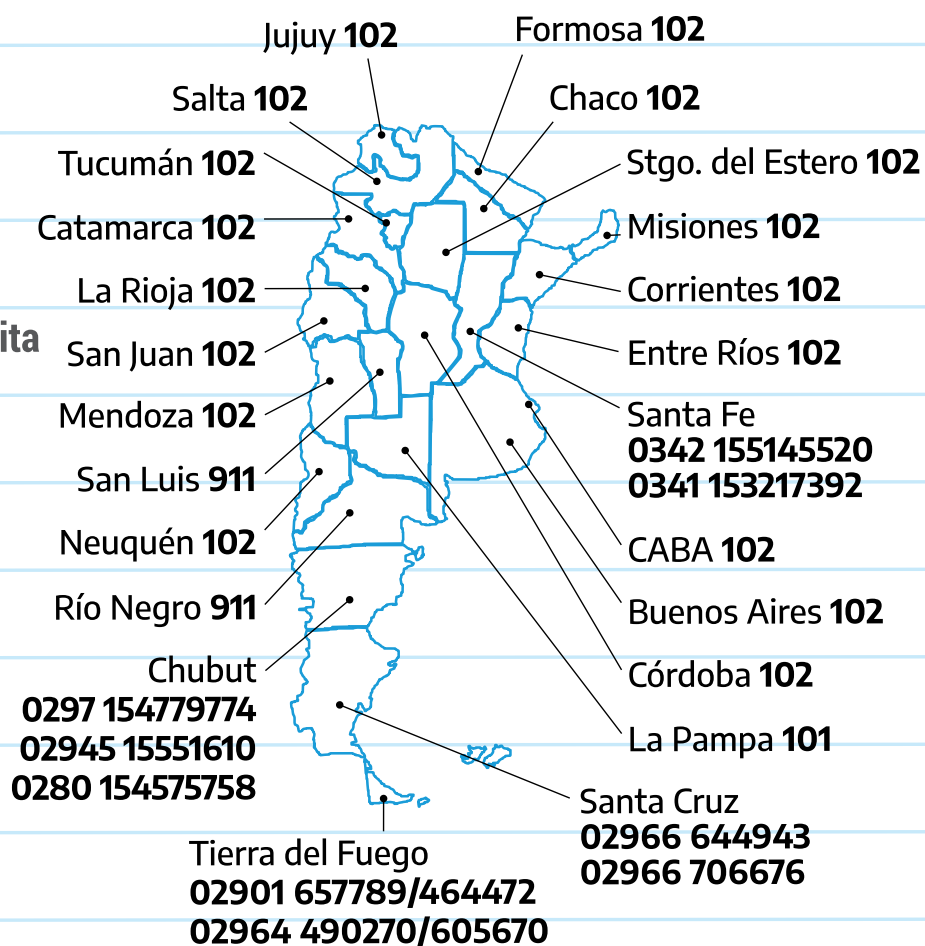 Jujuy 102
Formosa 102
Salta 102
Chaco 102
Tucumán 102
Stgo. del Estero 102
Catamarca 102
Misiones 102
La Rioja 102
Corrientes 102
ita
San Juan 102
Entre Ríos 102
Mendoza 102
Santa Fe
0342 155145520
0341 153217392
San Luis 911
Neuquén 102
CABA 102
Río Negro 911
Buenos Aires 102
Chubut
0297 154779774
02945 15551610
0280 154575758
Córdoba 102
La Pampa 101
Santa Cruz
02966 644943
02966 706676
Tierra del Fuego
02901 657789/464472
02964 490270/605670